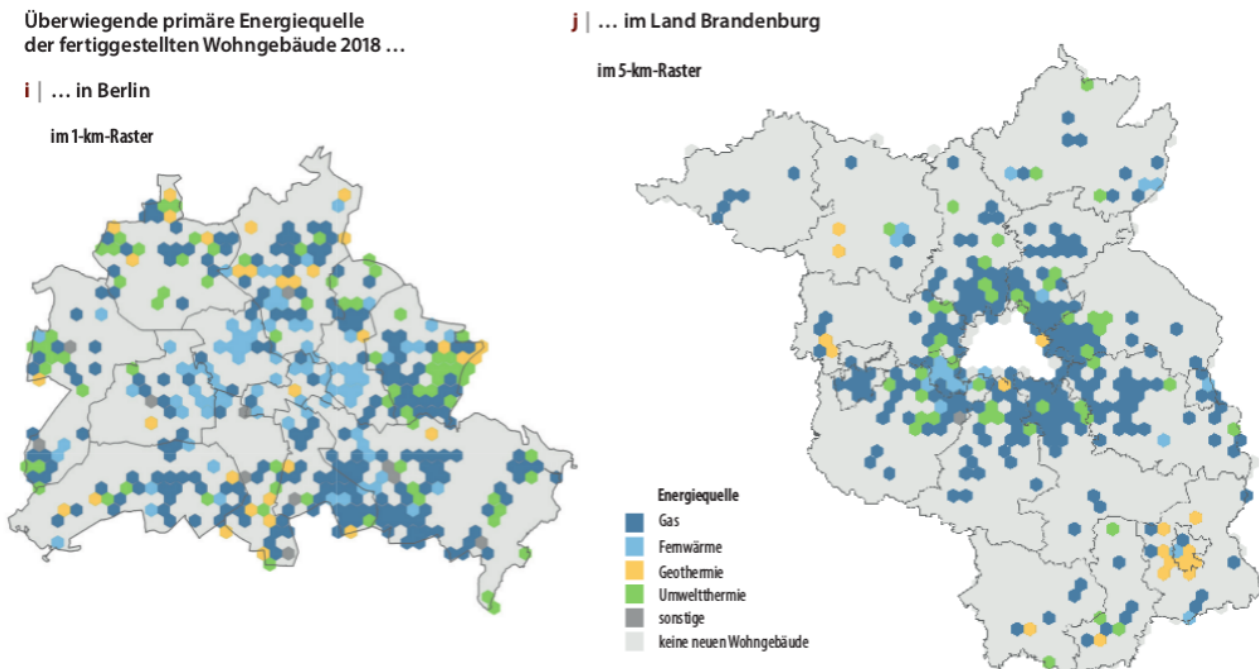 Überwiegende primäre Energiequelle
der fertiggestellten Wohngebäude 2018 …
i | … in Berlin
im 1-km-Raster
j | … im Land Brandenburg
im 5-km-Raster
Energiequelle
Gas
Fernwärme
Geothermie
Umweltthermie
sonstige
keine neuen Wohngebäude